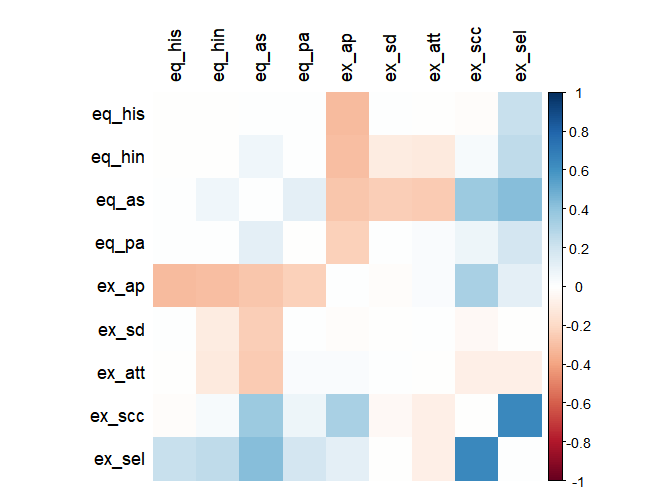 eq_his
eq_hin
eq_as
eq_pa
ex_ap
ex_sd
ex_att
ex_scc
ex_sel
eq_his
eq_hin
eq_as
eq_pa
ex_ap
ex_sd
ex_att
ex_scc
ex_sel
1
0.8
0.6
0.4
0.2
0
-0.2
-0.4
-0.6
-0.8
-1